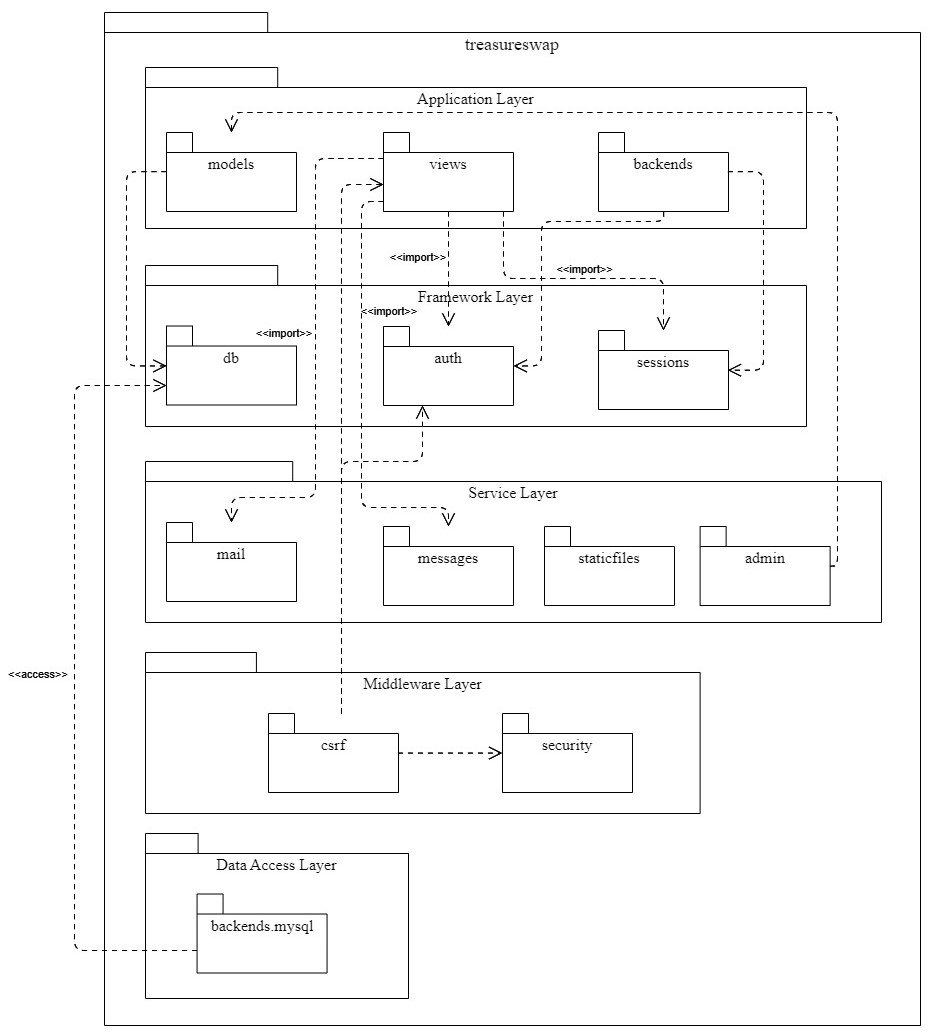 treasureswap
Application Layer
models
views
backends
<<import>>
<<import>>
Framework Layer
<<import>>
<<import>>
db
auth
sessions
Service Layer
mail
messages
staticfiles
admin
<<access>>
Middleware Layer
csrf
security
Data Access Layer
backends.mysql